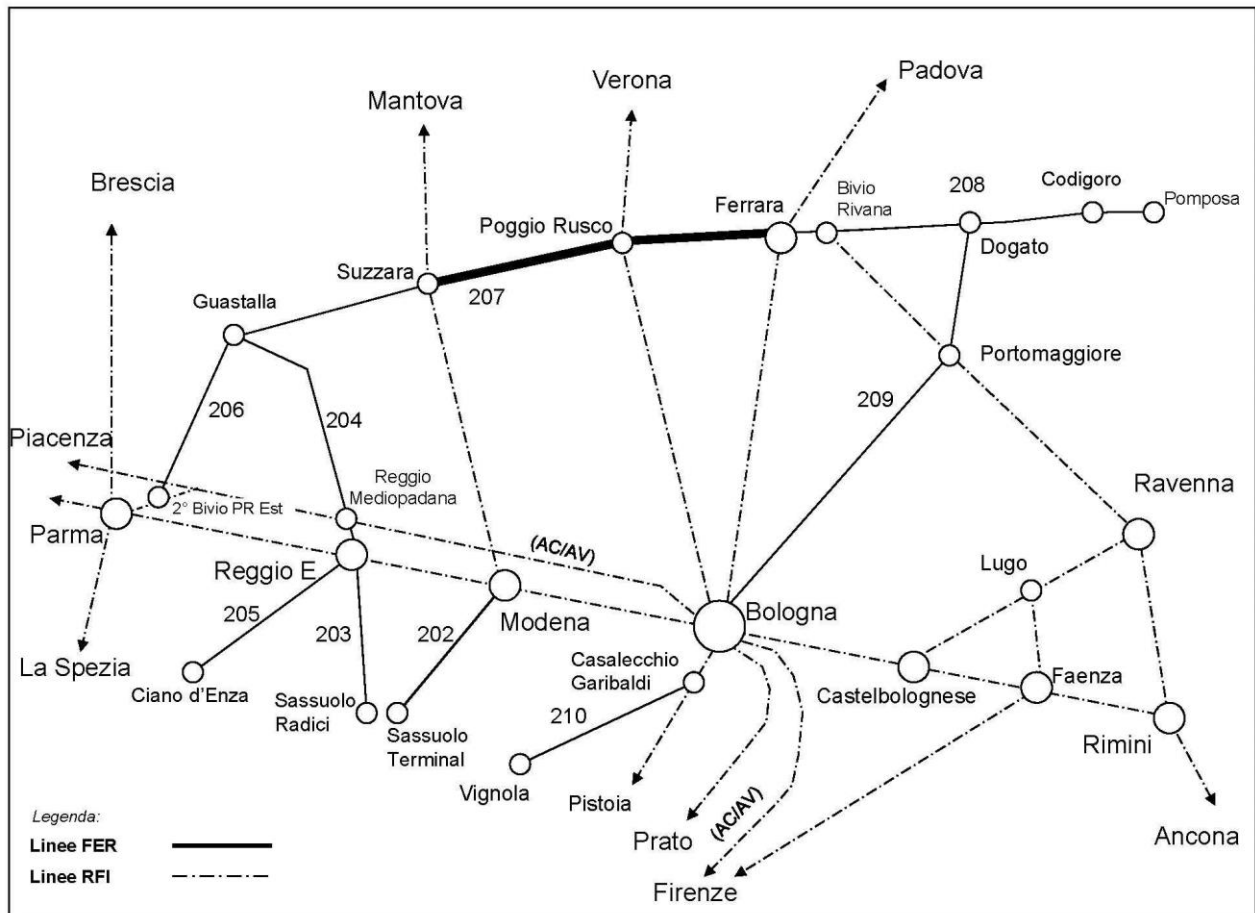 Padova
Verona
Mantova
Brescia
208
Codigoro
Bivio
Rivana
Ferrara
Pomposa
Poggio Rusco
Dogato
Suzzara
207
Guastalla
Portomaggiore
206
204
209
Piacenza
Reggio
Mediopadana
2° Bivio PR Est
Ravenna
Parma
(AC/AV)
Reggio E
Lugo
Modena
Bologna
205
203
202
La Spezia
Ciano d'Enza
Casalecchio
Garibaldi
Castelbolognese
Faenza
Sassuolo
Radici
Sassuolo
Terminal
210
Rimini
Vignola
Pistoia
(AC/AV)
Prato
Ancona
Firenze
Legenda:
Linee FER
Linee RFI